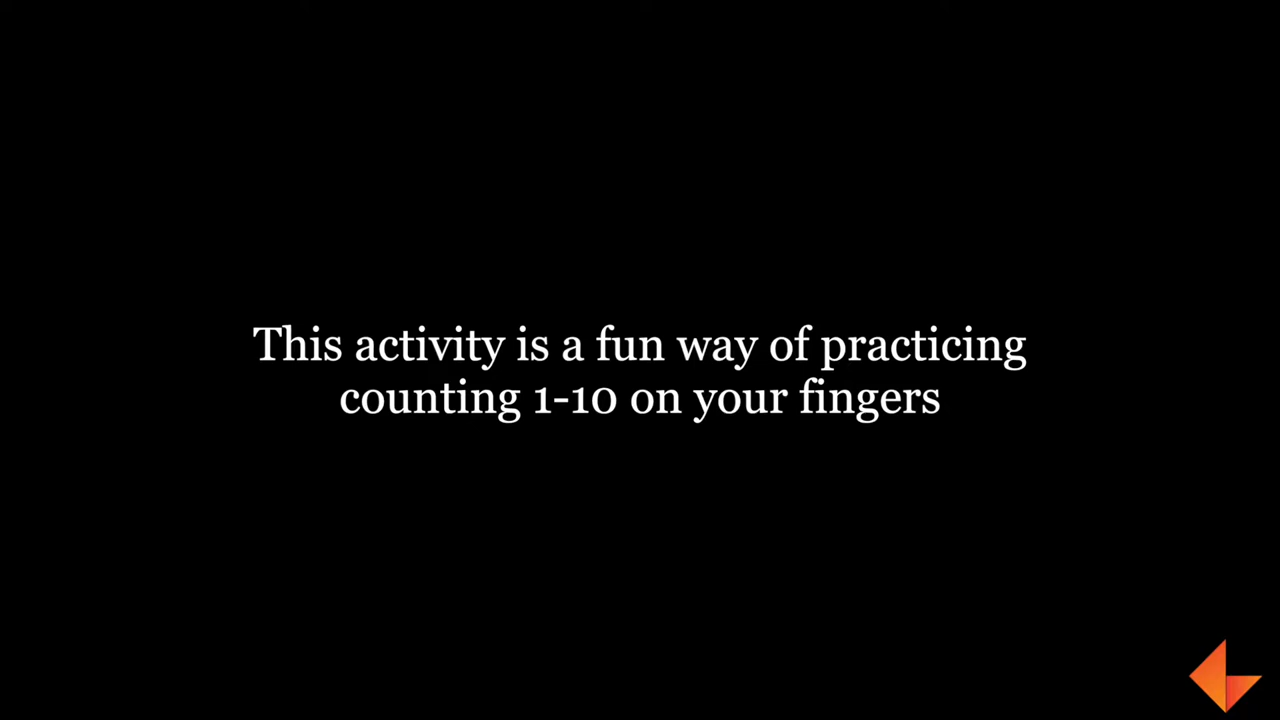 This activity is a fun way of practicing
counting 1-10 on your fingers